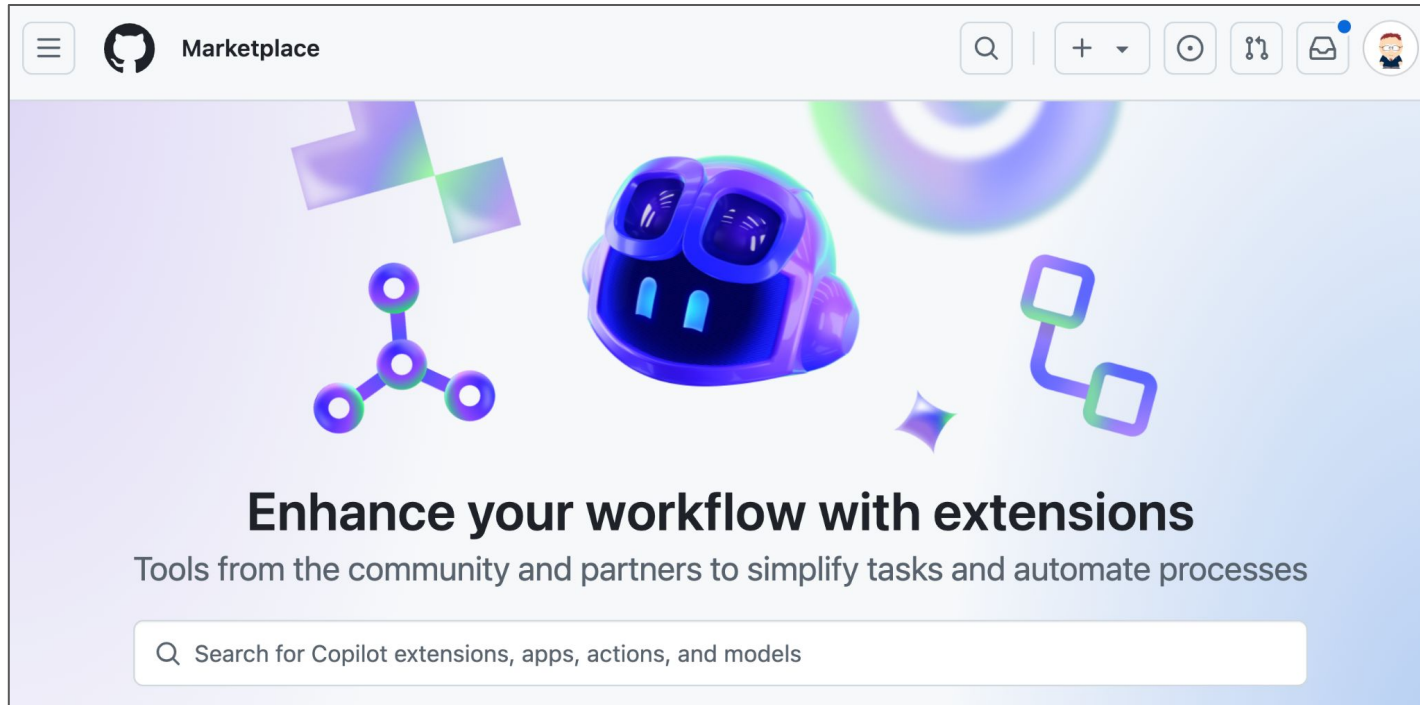 Marketplace
Enhance your workflow with extensions
Tools from the community and partners to simplify tasks and automate processes
Search for Copilot extensions, apps, actions, and models